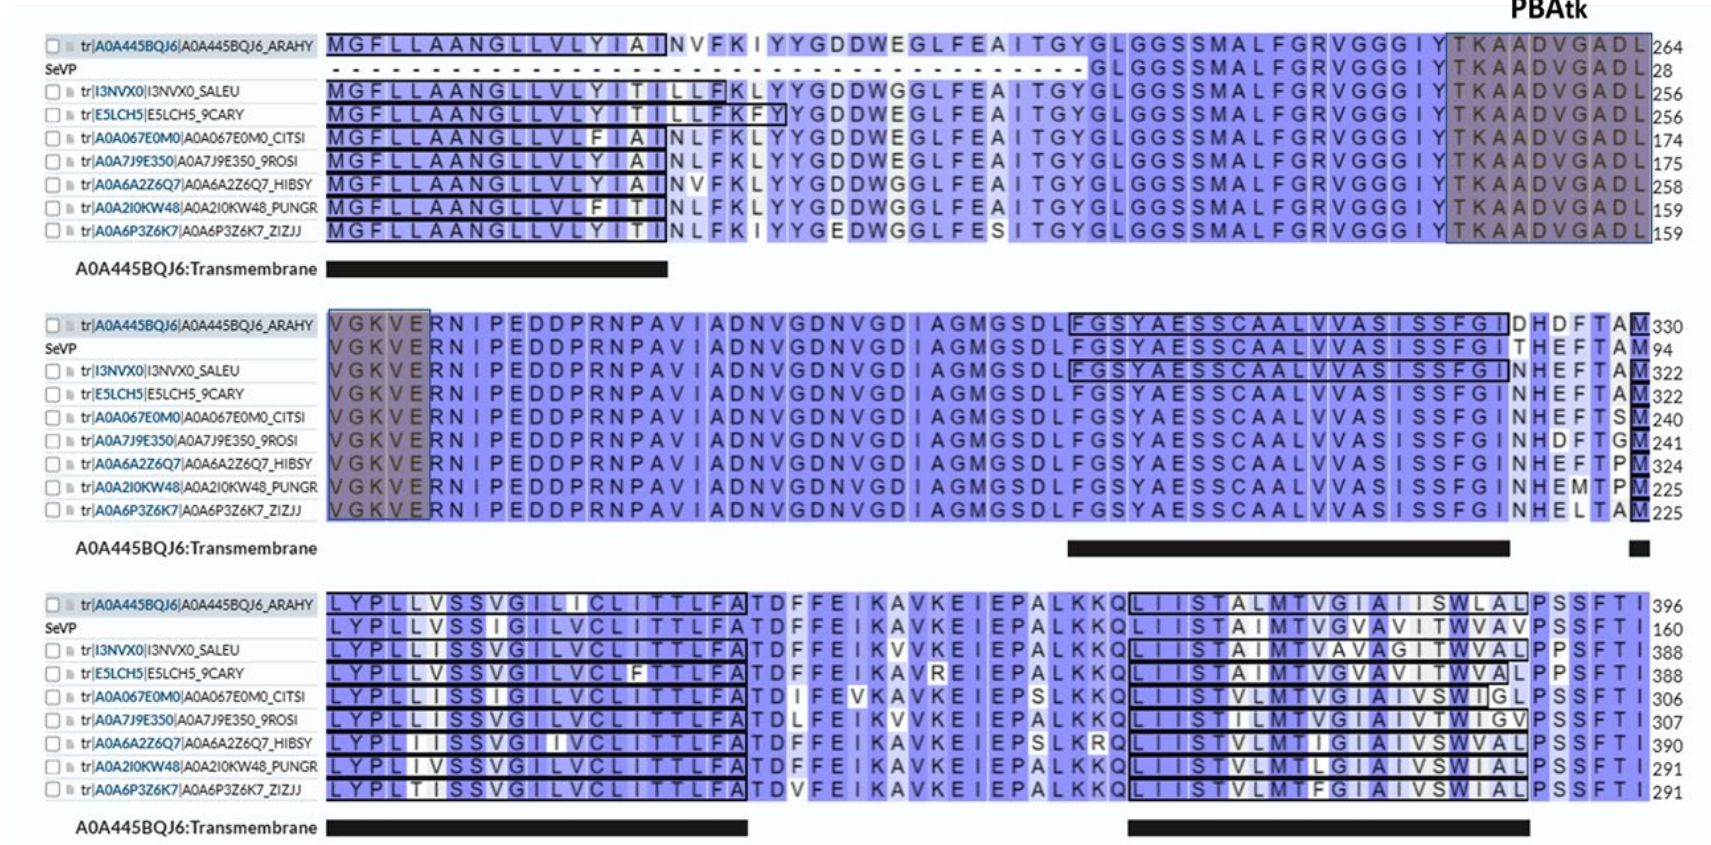 PBAtk
tr|A0A445BQJ6|A0A445BQJ6_ARAHY MGFLLAANGLLVLYIAINVFKIYYGDDWEGLFEAITGYGLGGSSMALFGRVGGGIYTKAADVGADL 264
SeVP --------------------------------------GLGGSSMALFGRVGGGIYTKAADVGADL 28
tr|I3NVX0|I3NVX0_SALEU MGFLLAANGLLVLYITILLFKLYYGDDWEGLFEAITGYGLGGSSMALFGRVGGGIYTKAADVGADL 256
tr|E5LCH5|E5LCH5_9CARY MGFLLAANGLLVLYITILLFKFYYGDDWEGLFEAITGYGLGGSSMALFGRVGGGIYTKAADVGADL 256
tr|A0A067E0M0|A0A067E0M0_CITSI MGFLLAANGLLVLFIAINLFKLYYGDDWEGLFEAITGYGLGGSSMALFGRVGGGIYTKAADVGADL 174
tr|A0A7J9E350|A0A7J9E350_9ROSI MGFLLAANGLLVLYIAINLFKLYYGDDWEGLFEAITGYGLGGSSMALFGRVGGGIYTKAADVGADL 175
tr|A0A6A2Z6Q7|A0A6A2Z6Q7_HIBSY MGFLLAANGLLVLYIAINVFKLYYGDDWGGLFEAITGYGLGGSSMALFGRVGGGIYTKAADVGADL 258
tr|A0A2I0KW48|A0A2I0KW48_PUNGR MGFLLAANGLLVLFITINLFKLYYGDDWGGLFEAITGYGLGGSSMALFGRVGGGIYTKAADVGADL 159
tr|A0A6P3Z6K7|A0A6P3Z6K7_ZIZJJ MGFLLAANGLLVLYITINLFKIYYGEDWGGLFESITGYGLGGSSMALFGRVGGGIYTKAADVGADL 159
A0A445BQJ6:Transmembrane
tr|A0A445BQJ6|A0A445BQJ6_ARAHY VGKVERNIPEDDPRNPAVIADNVGDNVGDIAGMGSDLFGSYAESSCAALVVASISSFGIDHDFTAM 330
SeVP VGKVERNIPEDDPRNPAVIADNVGDNVGDIAGMGSDLFGSYAESSCAALVVASISSFGITHEFTAM 94
tr|I3NVX0|I3NVX0_SALEU VGKVERNIPEDDPRNPAVIADNVGDNVGDIAGMGSDLFGSYAESSCAALVVASISSFGINHEFTAM 322
tr|E5LCH5|E5LCH5_9CARY VGKVERNIPEDDPRNPAVIADNVGDNVGDIAGMGSDLFGSYAESSCAALVVASISSFGINHEFTAM 322
tr|A0A067E0M0|A0A067E0M0_CITSI VGKVERNIPEDDPRNPAVIADNVGDNVGDIAGMGSDLFGSYAESSCAALVVASISSFGINHEFTSM 240
tr|A0A7J9E350|A0A7J9E350_9ROSI VGKVERNIPEDDPRNPAVIADNVGDNVGDIAGMGSDLFGSYAESSCAALVVASISSFGINHDFTGM 241
tr|A0A6A2Z6Q7|A0A6A2Z6Q7_HIBSY VGKVERNIPEDDPRNPAVIADNVGDNVGDIAGMGSDLFGSYAESSCAALVVASISSFGINHEFTPM 324
tr|A0A2I0KW48|A0A2I0KW48_PUNGR VGKVERNIPEDDPRNPAVIADNVGDNVGDIAGMGSDLFGSYAESSCAALVVASISSFGINHEMTPM 225
tr|A0A6P3Z6K7|A0A6P3Z6K7_ZIZJJ VGKVERNIPEDDPRNPAVIADNVGDNVGDIAGMGSDLFGSYAESSCAALVVASISSFGINHELTAM 225
A0A445BQJ6:Transmembrane
tr|A0A445BQJ6|A0A445BQJ6_ARAHY LYPLLVSSVGILICLITTLFATDFFEIKAVKEIEPALKKQLIISTALMTVGIAIISWLALPSSFTI 396
SeVP LYPLLVSSIGILVCLITTLFATDFFEIKAVKEIEPALKKQLIISTAIMTVGVAVITWVAVPSSFTI 160
tr|I3NVX0|I3NVX0_SALEU LYPLLISSVGILVCLITTLFATDFFEIKVVKEIEPALKKQLIISTAIMTVAVAGITWVALPPSFTI 388
tr|E5LCH5|E5LCH5_9CARY LYPLLVSSVGILVCLFTTLFATDFFEIKAVREIEPALKKQLIISTAIMTVGVAVITWVALPPSFTI 388
tr|A0A067E0M0|A0A067E0M0_CITSI LYPLLISSIGILVCLITTLFATDIFEVKAVKEIEPSLKKQLIISTVLMTVGIAIVSWIGLPSSFTI 306
tr|A0A7J9E350|A0A7J9E350_9ROSI LYPLLISSVGILVCLITTLFATDLFEIKVVKEIEPALKKQLIISTILMTVGIAIVTWIGVPSSFTI 307
tr|A0A6A2Z6Q7|A0A6A2Z6Q7_HIBSY LYPLIISSVGIIVCLITTLFATDFFEIKAVKEIEPSLKRQLIISTVLMTIGIAIVSWVALPSSFTI 390
tr|A0A2I0KW48|A0A2I0KW48_PUNGR LYPLIVSSVGILVCLITTLFATDFFEIKAVKEIEPALKKQLIISTVLMTLGIAIVSWIALPSSFTI 291
tr|A0A6P3Z6K7|A0A6P3Z6K7_ZIZJJ LYPLTISSVGILVCLITTLFATDVFEIKAVKEIEPALKKQLIISTVLMTFGIAIVSWIALPSSFTI 291
A0A445BQJ6:Transmembrane